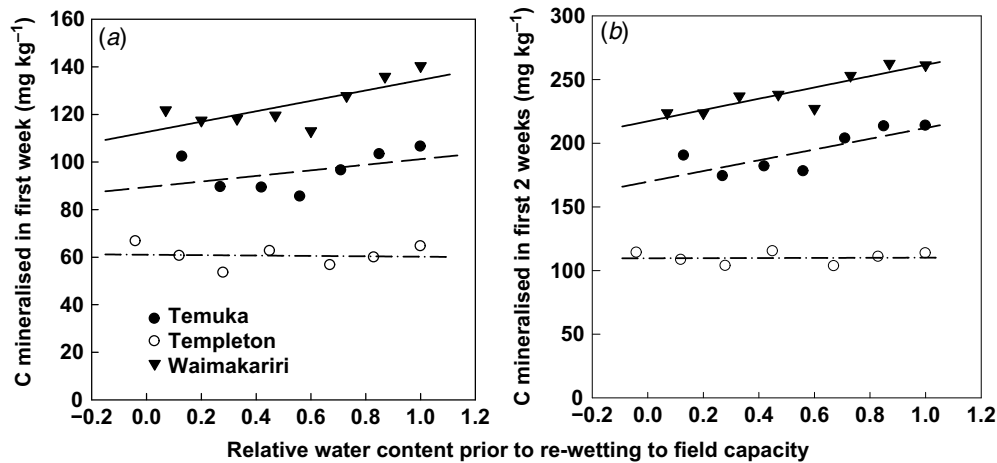 (a)
C mineralised in first week (mg kg⁻¹)
160
140
120
100
80
60
40
20
0
−0.2 0.0 0.2 0.4 0.6 0.8 1.0 1.2
Temuka
Templeton
Waimakariri
(b)
C mineralised in first 2 weeks (mg kg⁻¹)
300
250
200
150
100
50
0
−0.2 0.0 0.2 0.4 0.6 0.8 1.0 1.2
Relative water content prior to re-wetting to field capacity